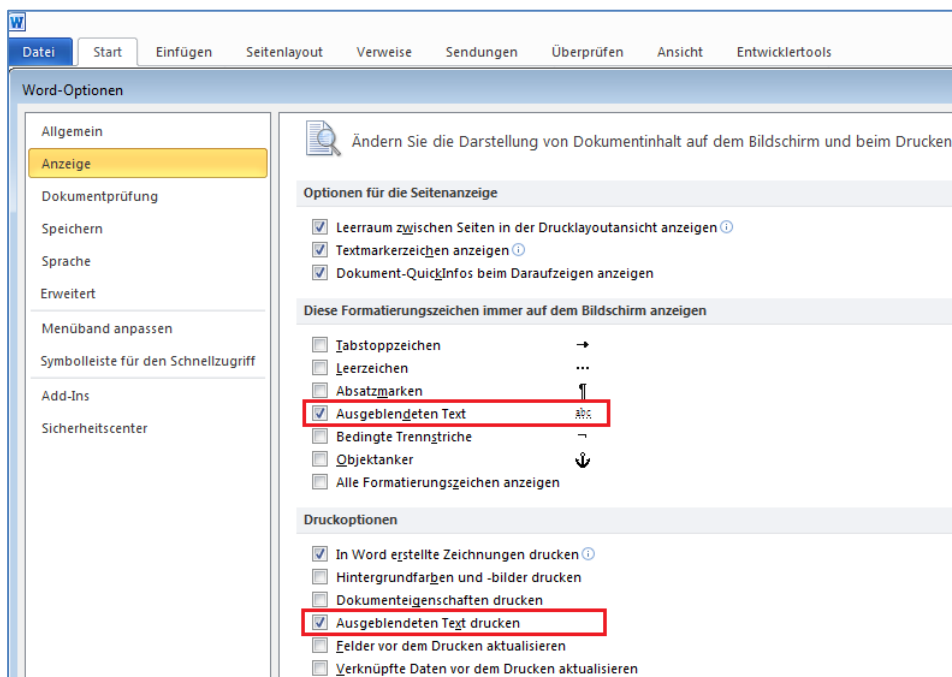 W
Datei Start Einfügen Seitenlayout Verweise Sendungen Überprüfen Ansicht Entwicklertools
Word-Optionen
Allgemein
Anzeige
Dokumentprüfung
Speichern
Sprache
Erweitert
Menüband anpassen
Symbolleiste für den Schnellzugriff
Add-Ins
Sicherheitscenter
Ändern Sie die Darstellung von Dokumentinhalt auf dem Bildschirm und beim Drucken
Optionen für die Seitenanzeige
Leerraum zwischen Seiten in der Drucklayoutansicht anzeigen
Textmarkerzeichen anzeigen
Dokument-QuickInfos beim Daraufzeigen anzeigen
Diese Formatierungszeichen immer auf dem Bildschirm anzeigen
Tabstoppzeichen →
Leerzeichen ···
Absatzmarken ¶
Ausgeblendeten Text abc
Bedingte Trennstriche ¬
Objektanker
Alle Formatierungszeichen anzeigen
Druckoptionen
In Word erstellte Zeichnungen drucken
Hintergrundfarben und -bilder drucken
Dokumenteigenschaften drucken
Ausgeblendeten Text drucken
Felder vor dem Drucken aktualisieren
Verknüpfte Daten vor dem Drucken aktualisieren